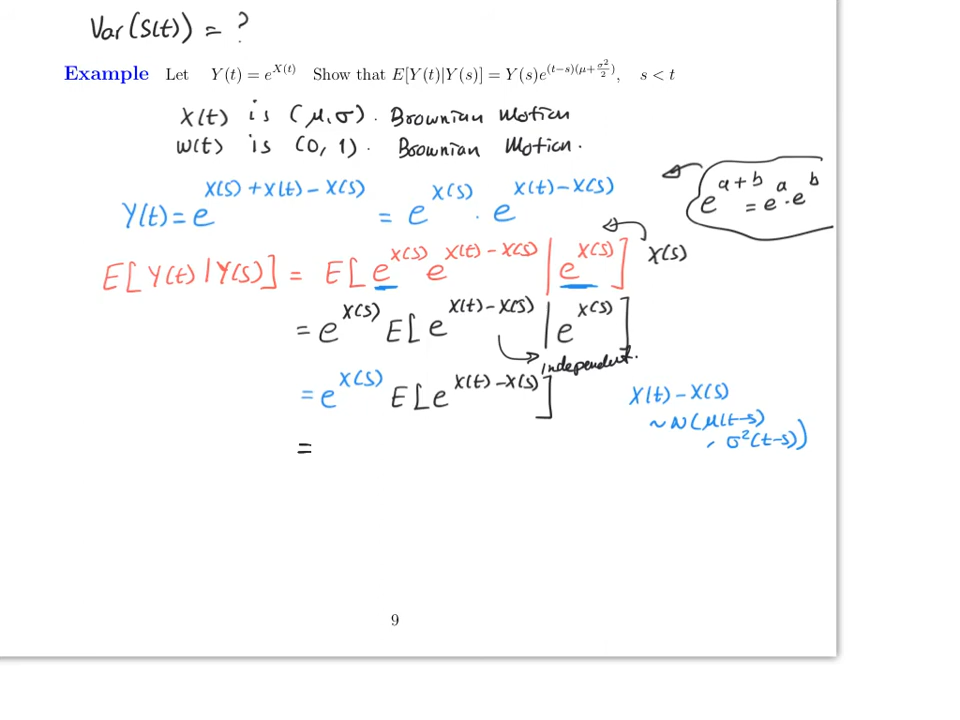 Var(S(t)) = ?
Example Let Y(t) = e^{X(t)} Show that E[Y(t)|Y(s)] = Y(s)e^{(t−s)(μ+σ²/2)}, s < t
X(t) is (μ,σ). Brownian Motion
W(t) is (0, 1). Brownian Motion.
Y(t) = e^{X(s)+X(t)−X(s)} = e^{X(s)} · e^{X(t)−X(s)}
e^{a+b} = e^{a}·e^{b}
E[Y(t)|Y(s)] = E[e^{X(s)} e^{X(t)−X(s)} | e^{X(s)}] X(s)
= e^{X(s)} E[e^{X(t)−X(s)} | e^{X(s)}]
independent.
= e^{X(s)} E[e^{X(t)−X(s)}]
X(t) − X(s)
~ N(μ(t−s)
, σ²(t−s))
=
9